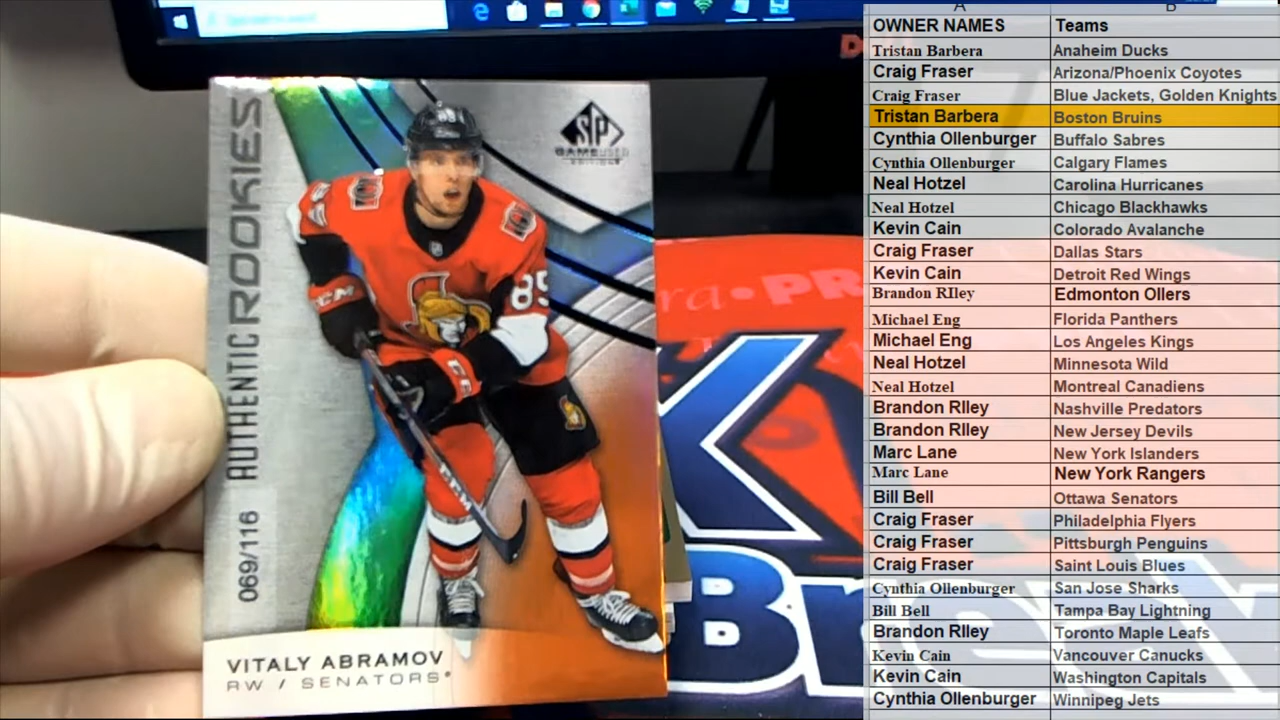 AUTHENTIC ROOKIES
069/116
SP
GAME USED
EDITION
89
89
CCM
VITALY ABRAMOV
RW / SENATORS
ra • PR
K
Br
A B
OWNER NAMES Teams
Tristan Barbera Anaheim Ducks
Craig Fraser Arizona/Phoenix Coyotes
Craig Fraser Blue Jackets, Golden Knights
Tristan Barbera Boston Bruins
Cynthia Ollenburger Buffalo Sabres
Cynthia Ollenburger Calgary Flames
Neal Hotzel Carolina Hurricanes
Neal Hotzel Chicago Blackhawks
Kevin Cain Colorado Avalanche
Craig Fraser Dallas Stars
Kevin Cain Detroit Red Wings
Brandon RIley Edmonton Ollers
Michael Eng Florida Panthers
Michael Eng Los Angeles Kings
Neal Hotzel Minnesota Wild
Neal Hotzel Montreal Canadiens
Brandon RIley Nashville Predators
Brandon RIley New Jersey Devils
Marc Lane New York Islanders
Marc Lane New York Rangers
Bill Bell Ottawa Senators
Craig Fraser Philadelphia Flyers
Craig Fraser Pittsburgh Penguins
Craig Fraser Saint Louis Blues
Cynthia Ollenburger San Jose Sharks
Bill Bell Tampa Bay Lightning
Brandon RIley Toronto Maple Leafs
Kevin Cain Vancouver Canucks
Kevin Cain Washington Capitals
Cynthia Ollenburger Winnipeg Jets